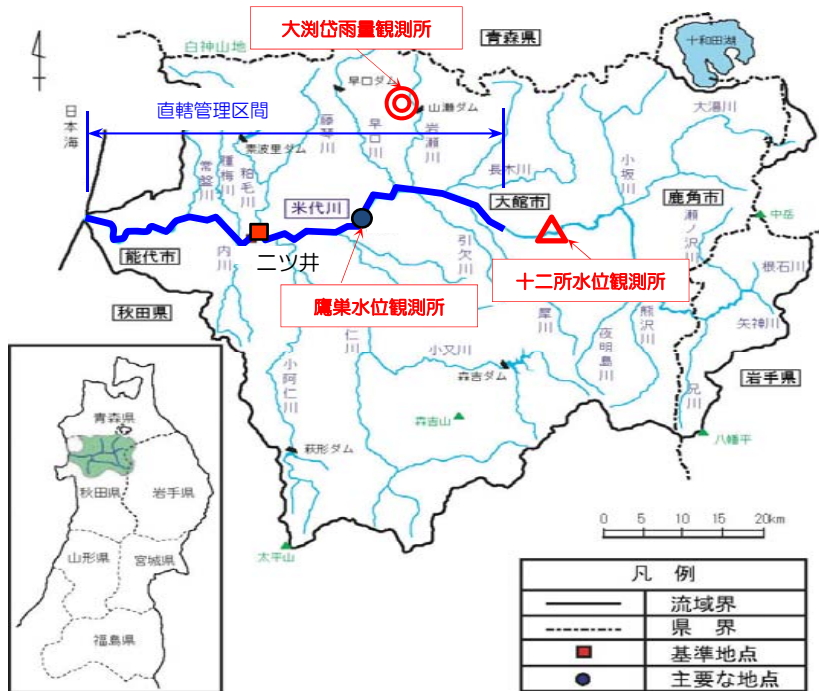 大渕岱雨量観測所
青森県
十和田湖
白神山地
早口ダム
山瀬ダム
大湯川
日本海
直轄管理区間
藤琴川
早口川
岩瀬川
素波里ダム
長木川
小坂川
常盤川
種梅川
粕毛川
米代川
大館市
鹿角市
瀬ノ沢川
中岳
能代市
内川
二ツ井
引欠川
十二所水位観測所
根石川
秋田県
鷹巣水位観測所
犀川
熊沢川
夜明島川
矢神川
仁川
小又川
小阿仁川
森吉ダム
岩手県
兄川
森吉山
八幡平
萩形ダム
太平山
青森県
秋田県
岩手県
山形県
宮城県
福島県
0 5 10 15 20km
凡 例
流域界
県 界
基準地点
主要な地点